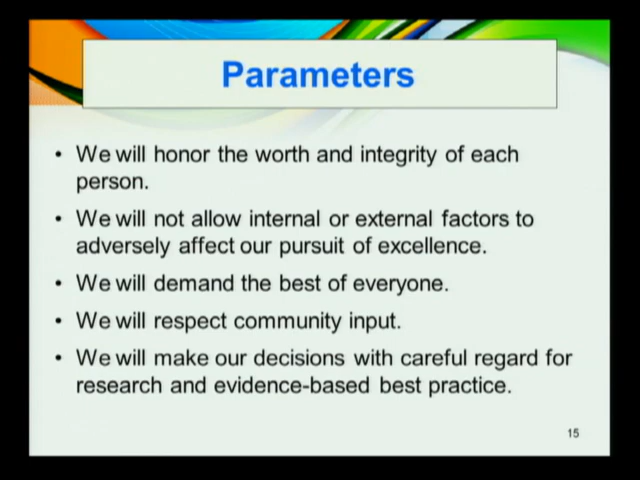 Parameters
• We will honor the worth and integrity of each
person.
• We will not allow internal or external factors to
adversely affect our pursuit of excellence.
• We will demand the best of everyone.
• We will respect community input.
• We will make our decisions with careful regard for
research and evidence-based best practice.
15